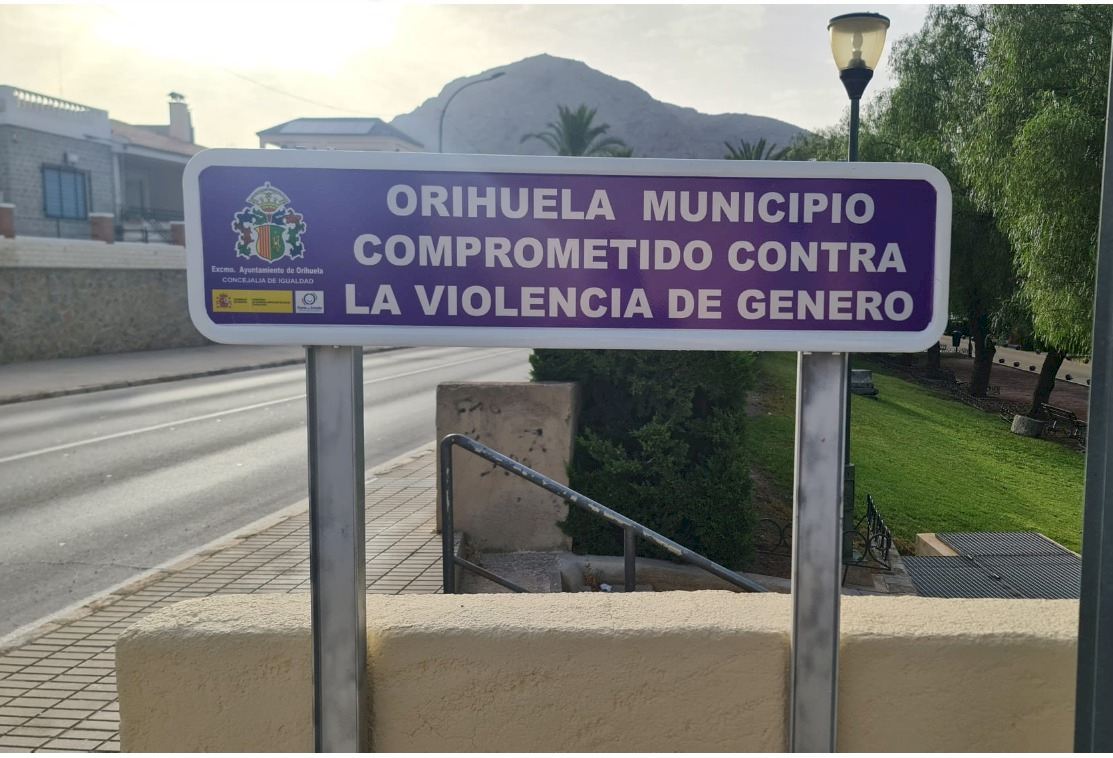 ORIHUELA MUNICIPIO
COMPROMETIDO CONTRA
LA VIOLENCIA DE GENERO
Excmo. Ayuntamiento de Orihuela
CONCEJALIA DE IGUALDAD